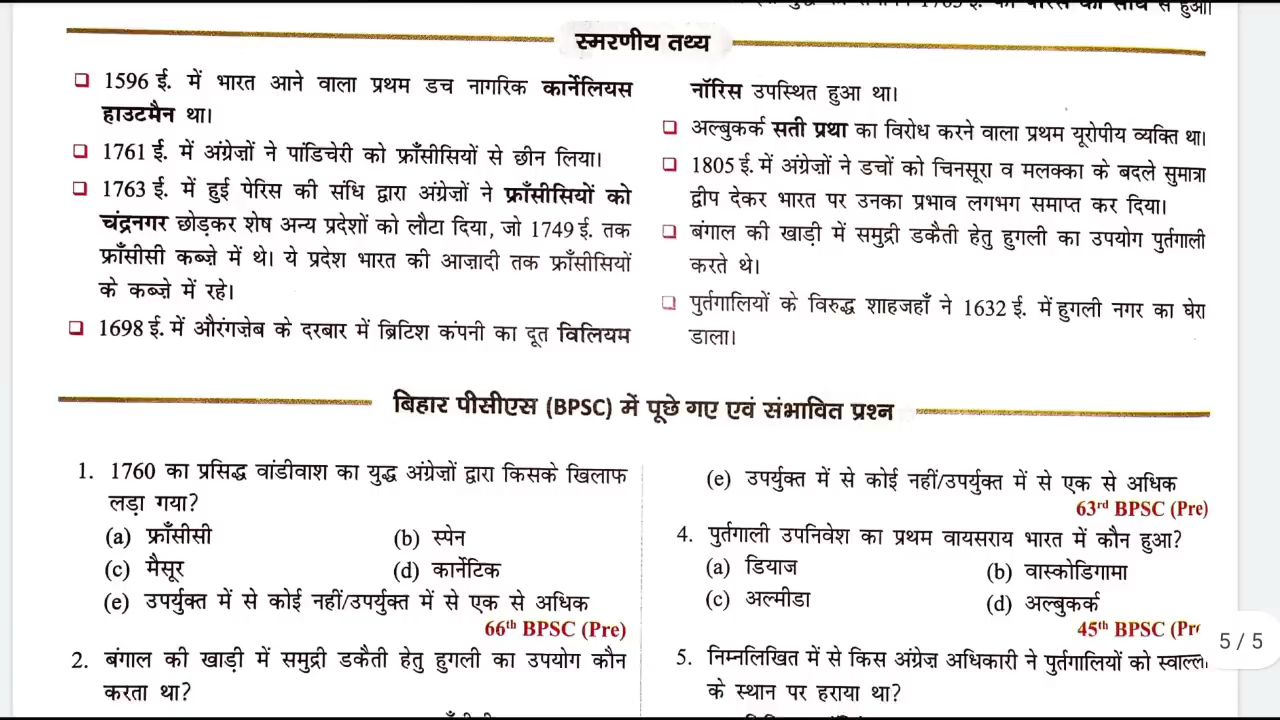 स्मरणीय तथ्य
❑ 1596 ई. में भारत आने वाला प्रथम डच नागरिक कार्नेलियस
हाउटमैन था।
❑ 1761 ई. में अंग्रेज़ों ने पांडिचेरी को फ्राँसीसियों से छीन लिया।
❑ 1763 ई. में हुई पेरिस की संधि द्वारा अंग्रेज़ों ने फ्राँसीसियों को
चंद्रनगर छोड़कर शेष अन्य प्रदेशों को लौटा दिया, जो 1749 ई. तक
फ्राँसीसी कब्ज़े में थे। ये प्रदेश भारत की आज़ादी तक फ्राँसीसियों
के कब्ज़े में रहे।
❑ 1698 ई. में औरंगज़ेब के दरबार में ब्रिटिश कंपनी का दूत विलियम
नॉरिस उपस्थित हुआ था।
❑ अल्बुकर्क सती प्रथा का विरोध करने वाला प्रथम यूरोपीय व्यक्ति था।
❑ 1805 ई. में अंग्रेज़ों ने डचों को चिनसूरा व मलक्का के बदले सुमात्रा
द्वीप देकर भारत पर उनका प्रभाव लगभग समाप्त कर दिया।
❑ बंगाल की खाड़ी में समुद्री डकैती हेतु हुगली का उपयोग पुर्तगाली
करते थे।
❑ पुर्तगालियों के विरुद्ध शाहजहाँ ने 1632 ई. में हुगली नगर का घेरा
डाला।
बिहार पीसीएस (BPSC) में पूछे गए एवं संभावित प्रश्न
1. 1760 का प्रसिद्ध वांडीवाश का युद्ध अंग्रेज़ों द्वारा किसके खिलाफ
लड़ा गया?
(a) फ्राँसीसी (b) स्पेन
(c) मैसूर (d) कार्नेटिक
(e) उपर्युक्त में से कोई नहीं/उपर्युक्त में से एक से अधिक
66th BPSC (Pre)
2. बंगाल की खाड़ी में समुद्री डकैती हेतु हुगली का उपयोग कौन
करता था?
(e) उपर्युक्त में से कोई नहीं/उपर्युक्त में से एक से अधिक
63rd BPSC (Pre)
4. पुर्तगाली उपनिवेश का प्रथम वायसराय भारत में कौन हुआ?
(a) डियाज (b) वास्कोडिगामा
(c) अल्मीडा (d) अल्बुकर्क
45th BPSC (Pre
5. निम्नलिखित में से किस अंग्रेज़ अधिकारी ने पुर्तगालियों को स्वाल्ली
के स्थान पर हराया था?
5 / 5